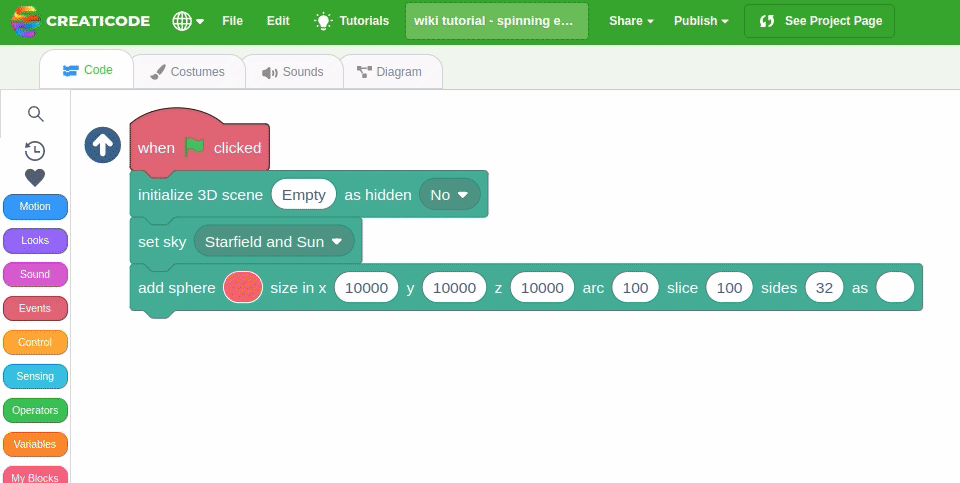 CREATICODE File Edit Tutorials wiki tutorial - spinning e... Share Publish See Project Page
Code Costumes Sounds Diagram
when clicked
initialize 3D scene Empty as hidden No
set sky Starfield and Sun
add sphere size in x 10000 y 10000 z 10000 arc 100 slice 100 sides 32 as
Motion
Looks
Sound
Events
Control
Sensing
Operators
Variables
My Blocks